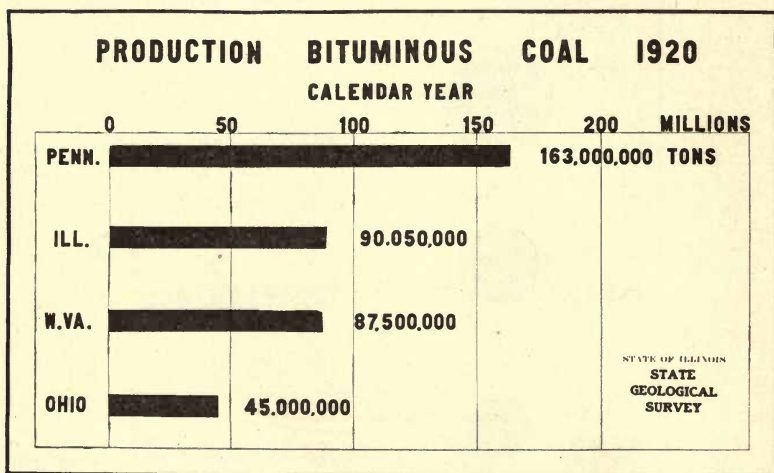 PRODUCTION BITUMINOUS COAL 1920
CALENDAR YEAR
0 50 100 150 200 MILLIONS
PENN. 163,000,000 TONS
ILL. 90.050,000
W.VA. 87,500,000
OHIO 45.000,000
STATE OF ILLINOIS
STATE
GEOLOGICAL
SURVEY